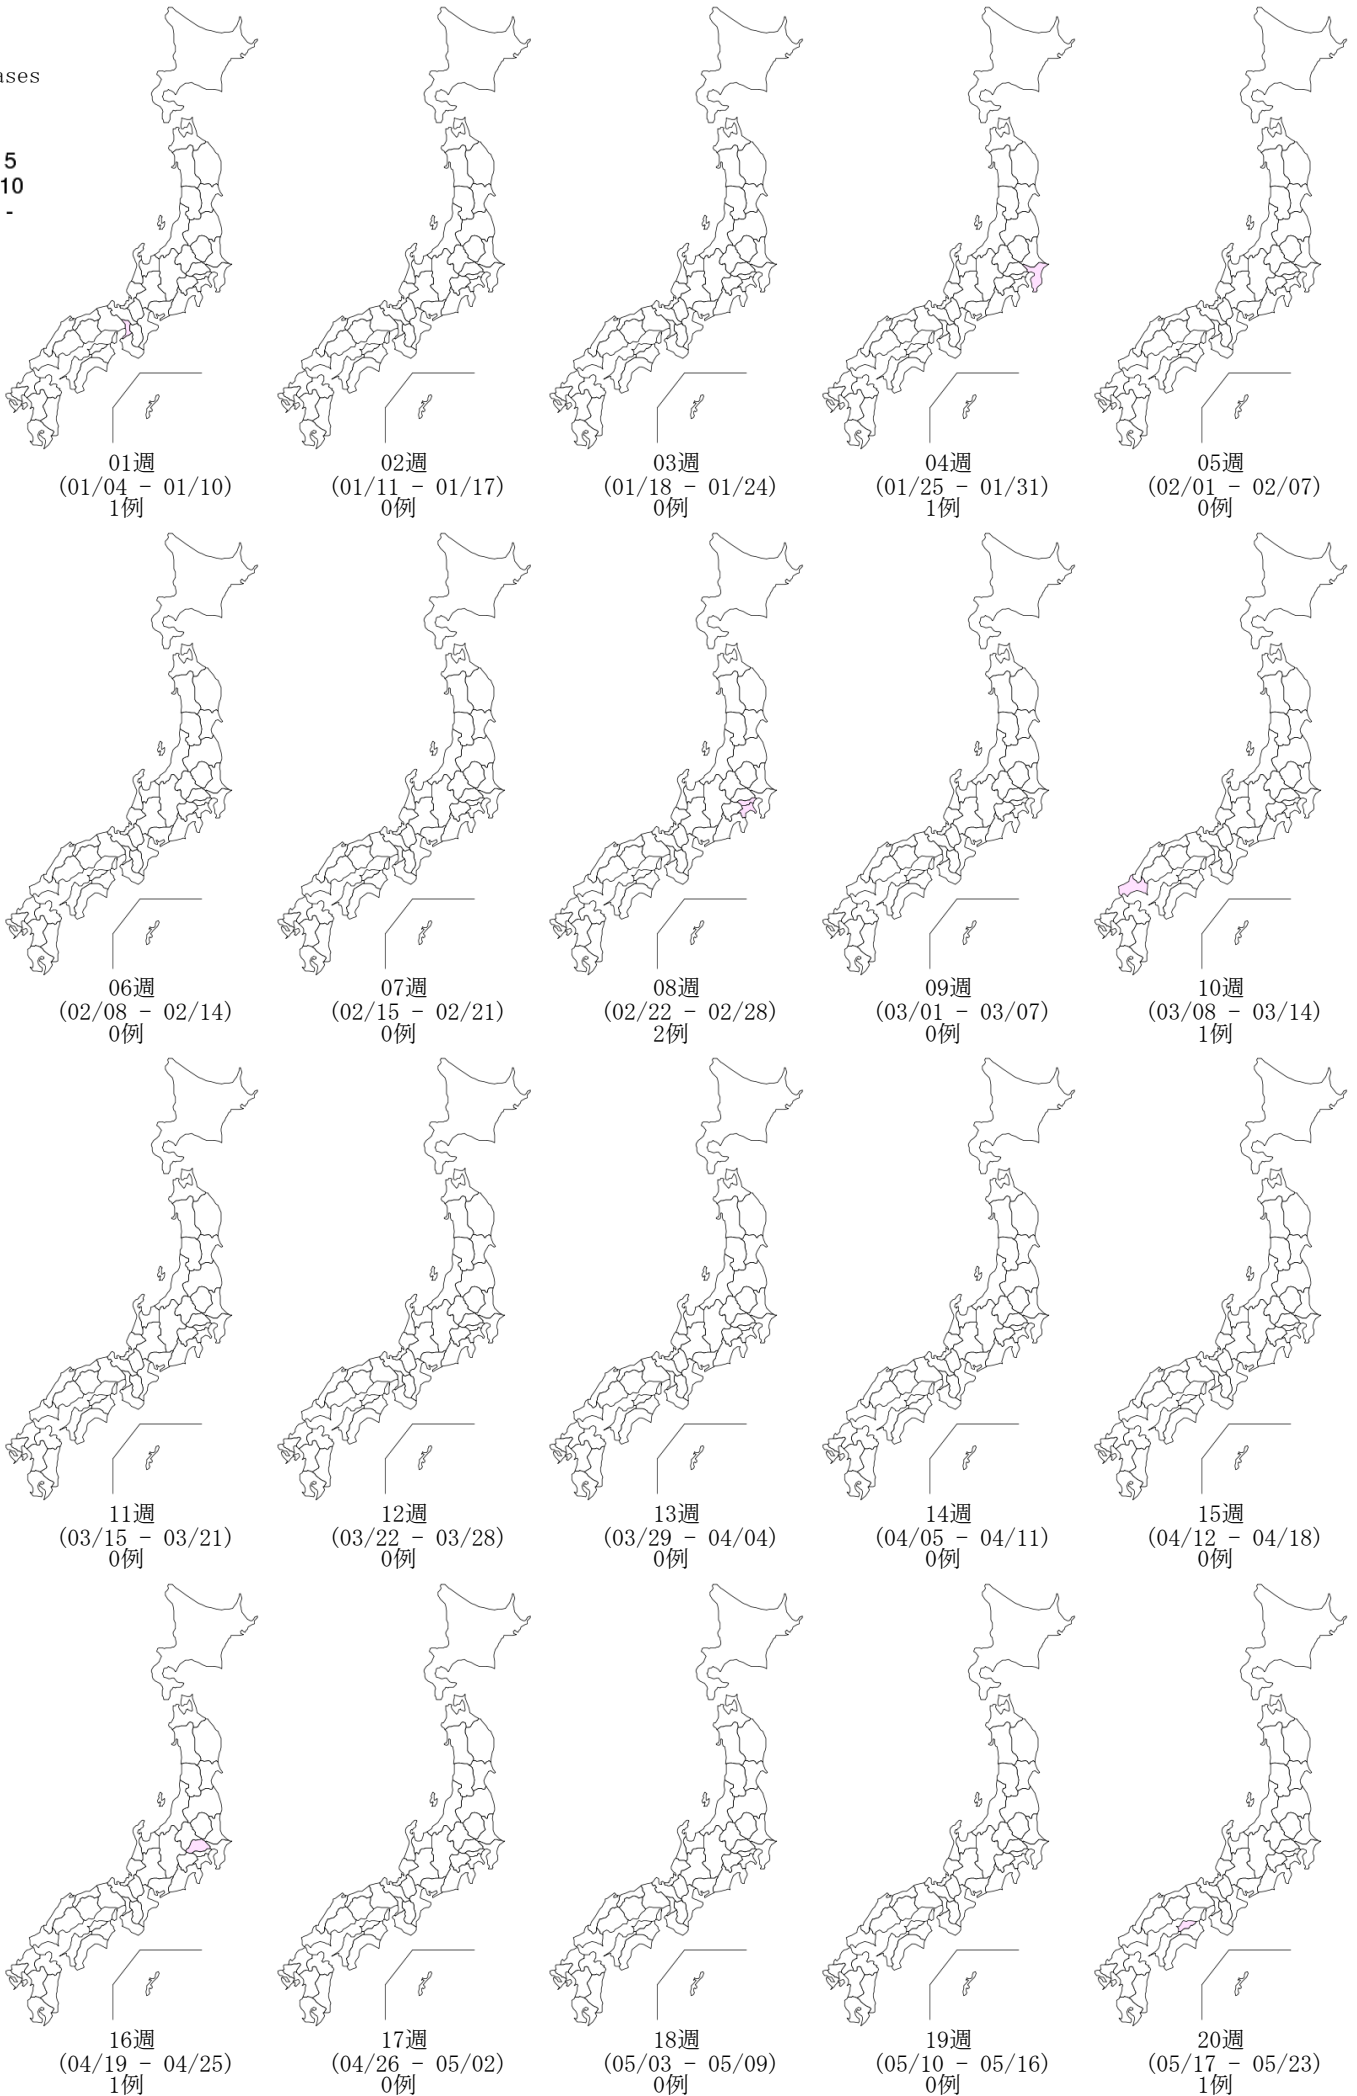 5
10
-
01週
(01/04 - 01/10)
1例
02週
(01/11 - 01/17)
0例
03週
(01/18 - 01/24)
0例
04週
(01/25 - 01/31)
1例
05週
(02/01 - 02/07)
0例
06週
(02/08 - 02/14)
0例
07週
(02/15 - 02/21)
0例
08週
(02/22 - 02/28)
2例
09週
(03/01 - 03/07)
0例
10週
(03/08 - 03/14)
1例
11週
(03/15 - 03/21)
0例
12週
(03/22 - 03/28)
0例
13週
(03/29 - 04/04)
0例
14週
(04/05 - 04/11)
0例
15週
(04/12 - 04/18)
0例
16週
(04/19 - 04/25)
1例
17週
(04/26 - 05/02)
0例
18週
(05/03 - 05/09)
0例
19週
(05/10 - 05/16)
0例
20週
(05/17 - 05/23)
1例